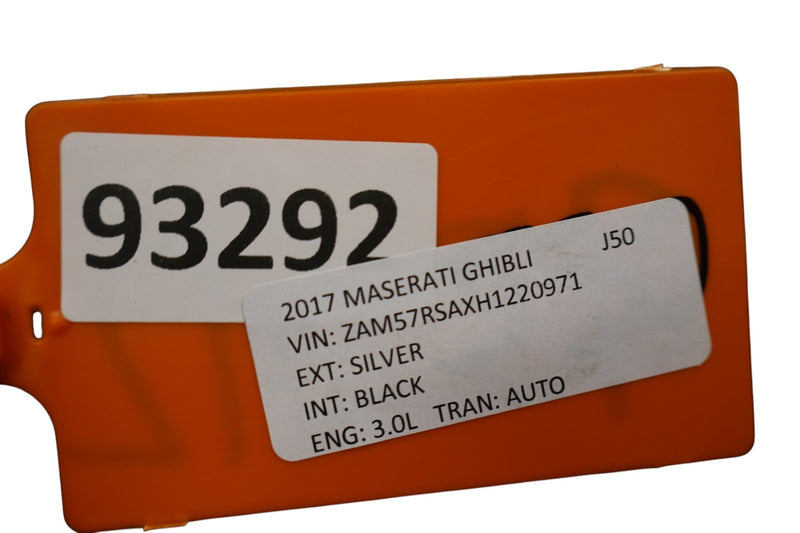 93292
2017 MASERATI GHIBLI J50
VIN: ZAM57RSAXH1220971
EXT: SILVER
INT: BLACK
ENG: 3.0L TRAN: AUTO